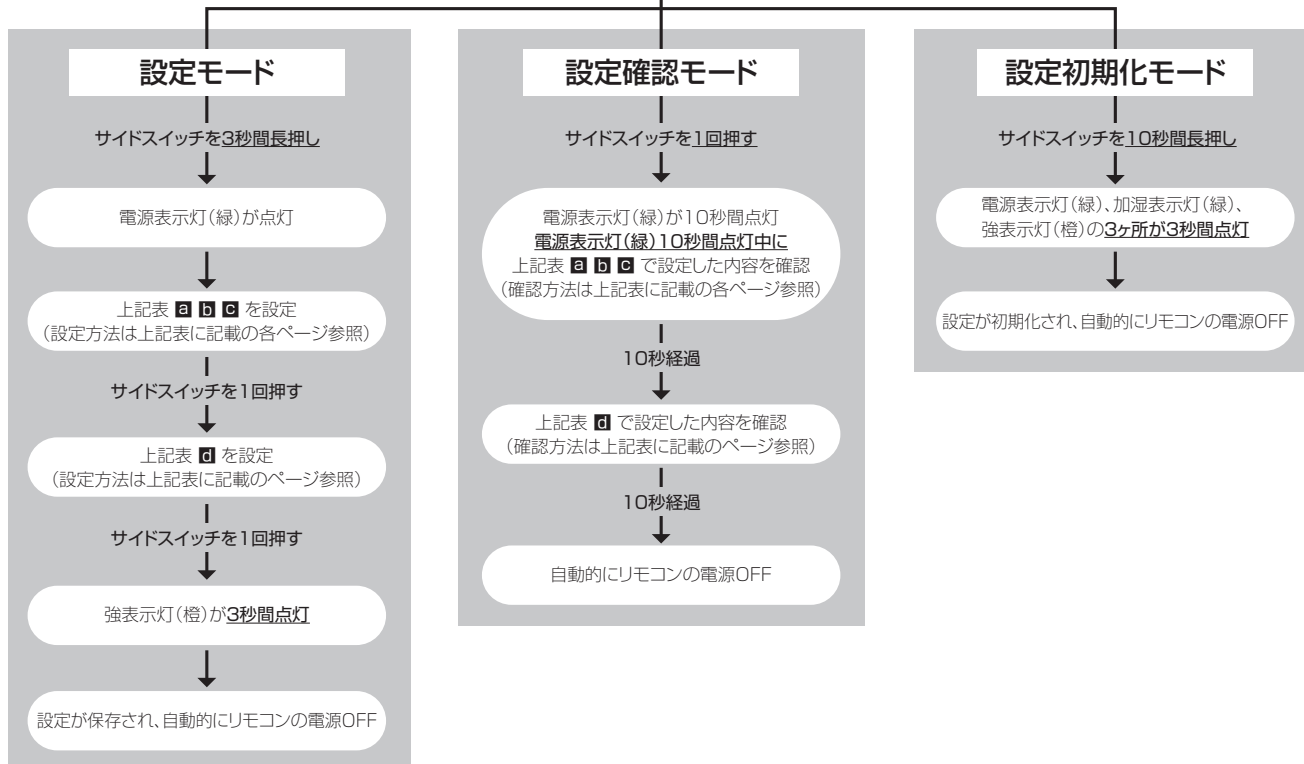 設定モード
サイドスイッチを3秒間長押し
電源表示灯(緑)が点灯
上記表 a b c を設定
(設定方法は上記表に記載の各ページ参照)
サイドスイッチを1回押す
上記表 d を設定
(設定方法は上記表に記載のページ参照)
サイドスイッチを1回押す
強表示灯(橙)が3秒間点灯
設定が保存され、自動的にリモコンの電源OFF
設定確認モード
サイドスイッチを1回押す
電源表示灯(緑)が10秒間点灯
電源表示灯(緑)10秒間点灯中に
上記表 a b c で設定した内容を確認
(確認方法は上記表に記載の各ページ参照)
10秒経過
上記表 d で設定した内容を確認
(確認方法は上記表に記載のページ参照)
10秒経過
自動的にリモコンの電源OFF
設定初期化モード
サイドスイッチを10秒間長押し
電源表示灯(緑)、加湿表示灯(緑)、
強表示灯(橙)の3ヶ所が3秒間点灯
設定が初期化され、自動的にリモコンの電源OFF